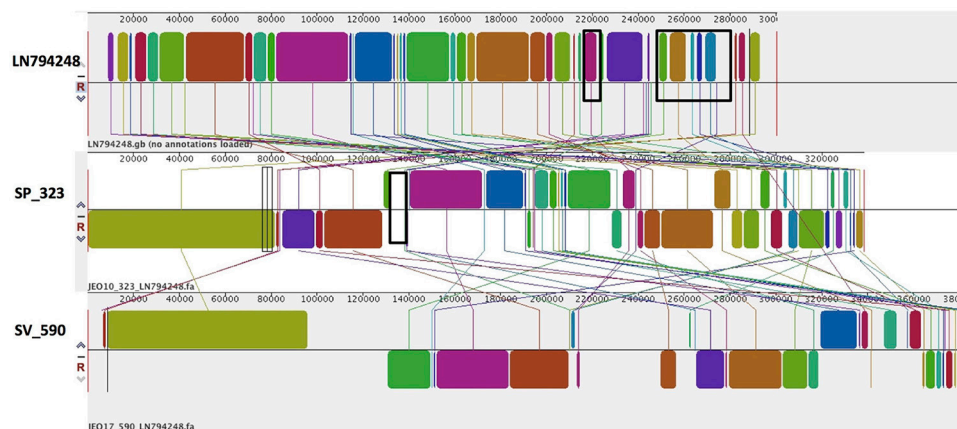 20000 40000 60000 80000 100000 120000 140000 160000 180000 200000 220000 240000 260000 280000
LN794248
R
LN794248.gb (no annotations loaded)
20000 40000 60000 80000 100000 120000 140000 160000 180000 200000 220000 240000 260000 280000 300000 320000
SP_323
R
JEO10_323_LN794248.fa
20000 40000 60000 80000 100000 120000 140000 160000 180000 200000 220000 240000 260000 280000 300000 320000 340000 360000
SV_590
R
JEO17_590_LN794248.fa